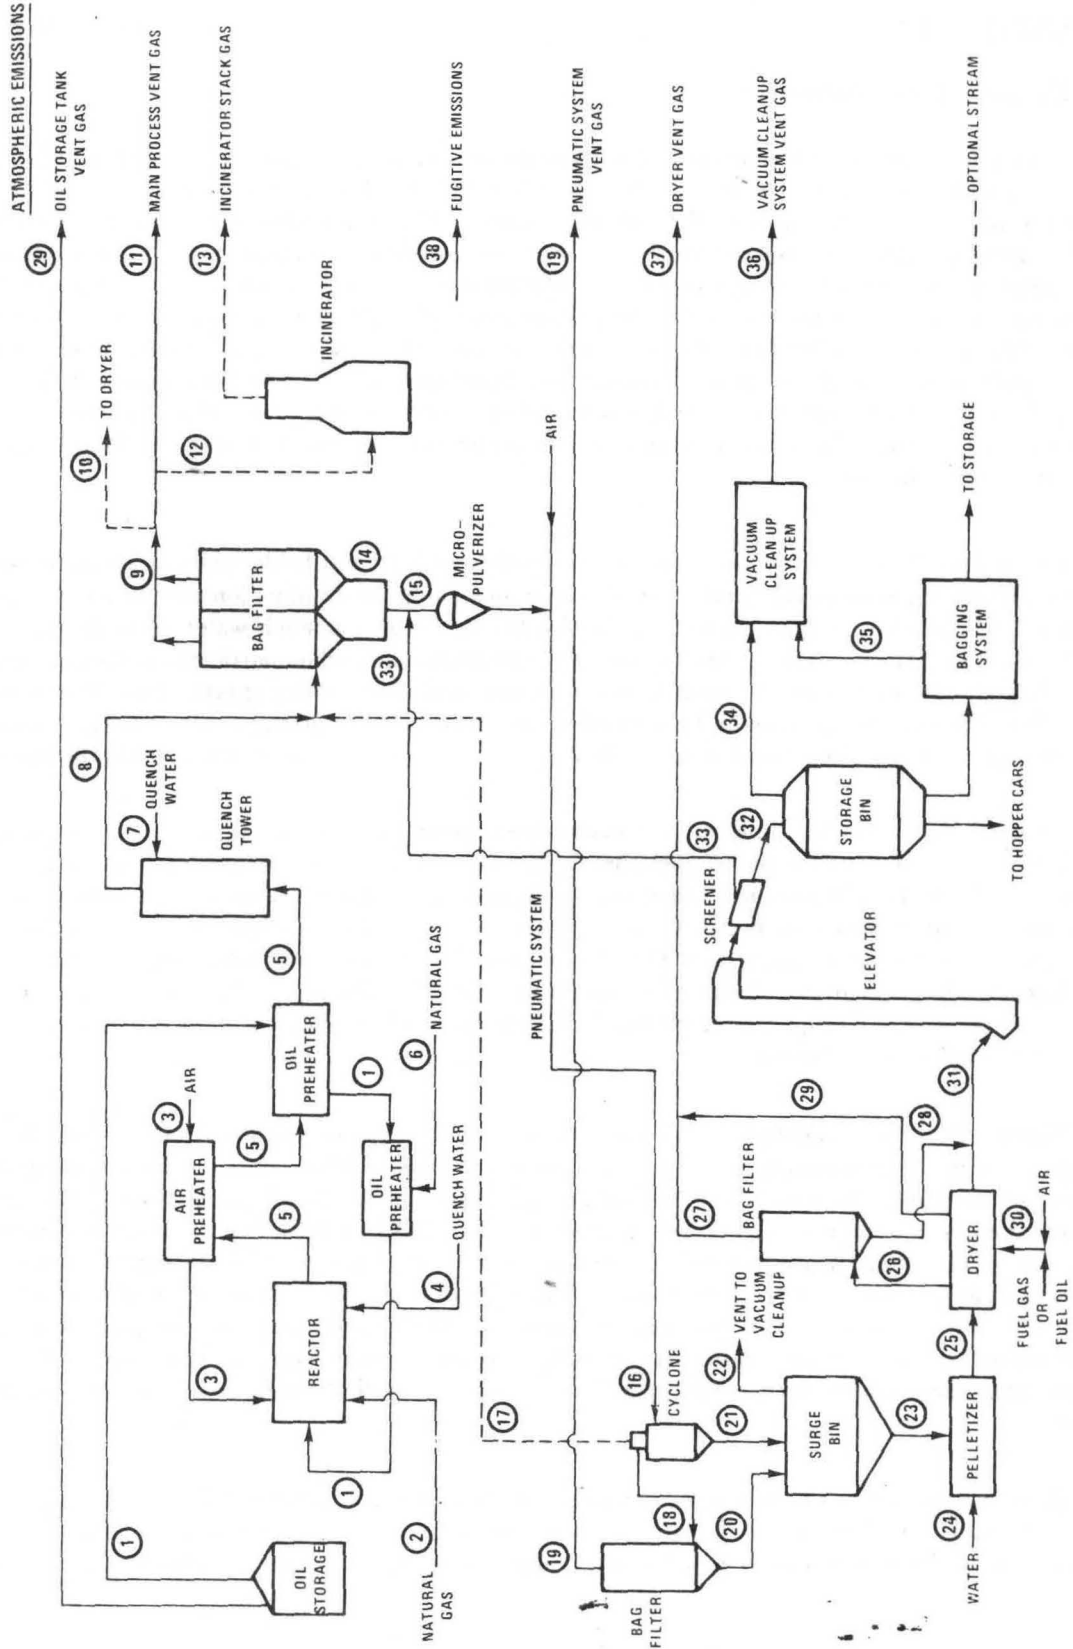 ATMOSPHERIC EMISSIONS
29
OIL STORAGE TANK
VENT GAS
11
MAIN PROCESS VENT GAS
13
INCINERATOR STACK GAS
38
FUGITIVE EMISSIONS
19
PNEUMATIC SYSTEM
VENT GAS
37
DRYER VENT GAS
36
VACUUM CLEANUP
SYSTEM VENT GAS
OPTIONAL STREAM
10
TO DRYER
12
INCINERATOR
9
BAG FILTER
14
15
MICRO-
PULVERIZER
33
AIR
8
7
QUENCH
WATER
QUENCH
TOWER
5
OIL
PREHEATER
1
6
NATURAL GAS
3
AIR
AIR
PREHEATER
5
OIL
PREHEATER
5
4
QUENCH WATER
3
REACTOR
1
1
OIL
STORAGE
2
NATURAL
GAS
PNEUMATIC SYSTEM
17
16
CYCLONE
18
19
BAG
FILTER
20
21
22
VENT TO
VACUUM
CLEANUP
SURGE
BIN
23
PELLETIZER
24
WATER
25
DRYER
26
27
BAG FILTER
28
29
30
AIR
FUEL GAS
OR
FUEL OIL
31
ELEVATOR
SCREENER
33
32
STORAGE
BIN
TO HOPPER CARS
34
35
VACUUM
CLEAN UP
SYSTEM
BAGGING
SYSTEM
TO STORAGE